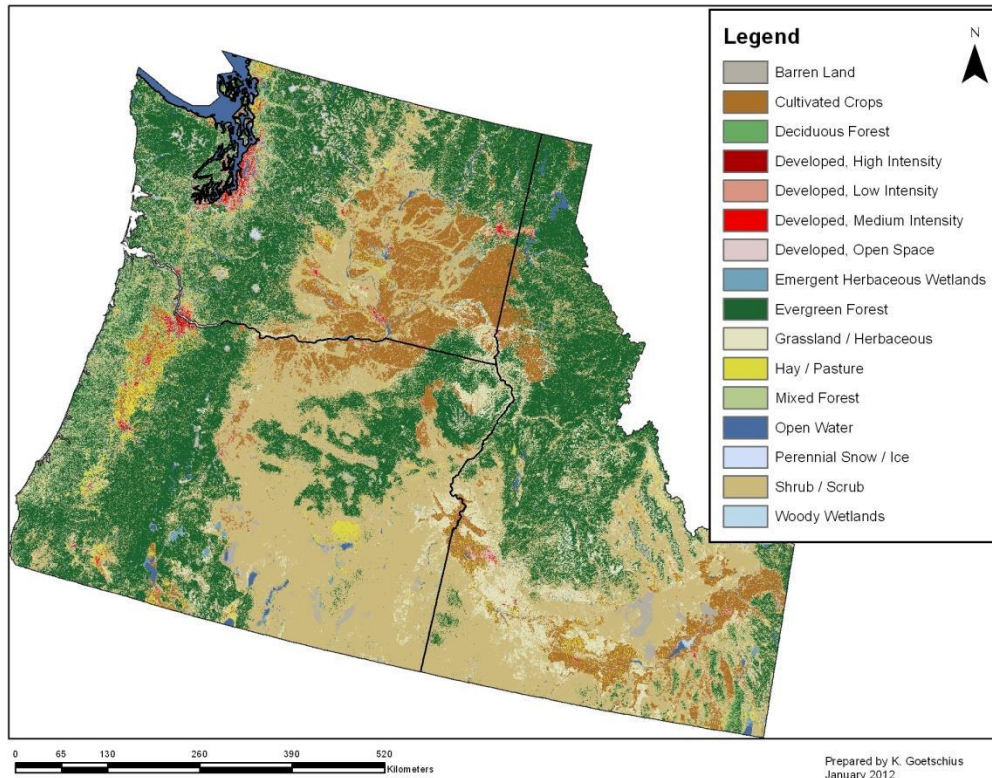 Legend
N
Barren Land
Cultivated Crops
Deciduous Forest
Developed, High Intensity
Developed, Low Intensity
Developed, Medium Intensity
Developed, Open Space
Emergent Herbaceous Wetlands
Evergreen Forest
Grassland / Herbaceous
Hay / Pasture
Mixed Forest
Open Water
Perennial Snow / Ice
Shrub / Scrub
Woody Wetlands
0 65 130 260 390 520
Kilometers
Prepared by K. Goetschius
January 2012